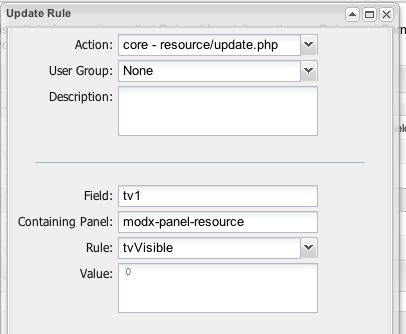 Update Rule
Action: core - resource/update.php
User Group: None
Description:
Field: tv1
Containing Panel: modx-panel-resource
Rule: tvVisible
Value: 0